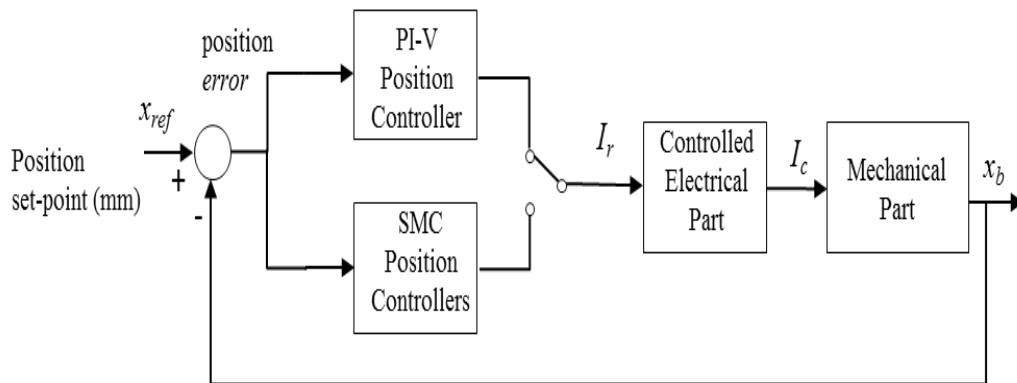 position
error
PI-V
Position
Controller
x_ref
+
-
Position
set-point (mm)
SMC
Position
Controllers
I_r
Controlled
Electrical
Part
I_c
Mechanical
Part
x_b